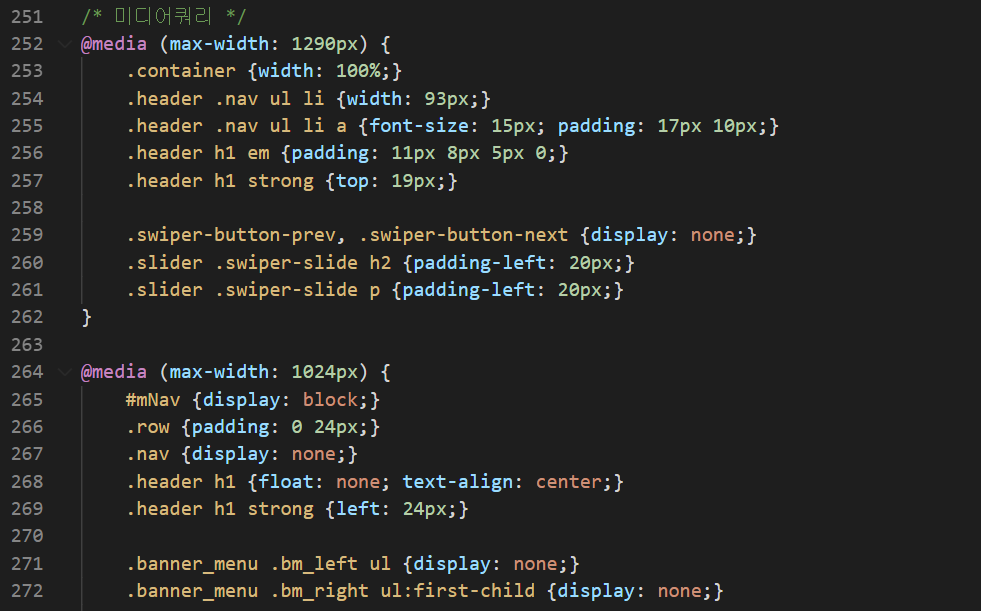 251 /* 미디어쿼리 */
252 @media (max-width: 1290px) {
253 .container {width: 100%;}
254 .header .nav ul li {width: 93px;}
255 .header .nav ul li a {font-size: 15px; padding: 17px 10px;}
256 .header h1 em {padding: 11px 8px 5px 0;}
257 .header h1 strong {top: 19px;}
258
259 .swiper-button-prev, .swiper-button-next {display: none;}
260 .slider .swiper-slide h2 {padding-left: 20px;}
261 .slider .swiper-slide p {padding-left: 20px;}
262 }
263
264 @media (max-width: 1024px) {
265 #mNav {display: block;}
266 .row {padding: 0 24px;}
267 .nav {display: none;}
268 .header h1 {float: none; text-align: center;}
269 .header h1 strong {left: 24px;}
270
271 .banner_menu .bm_left ul {display: none;}
272 .banner_menu .bm_right ul:first-child {display: none;}